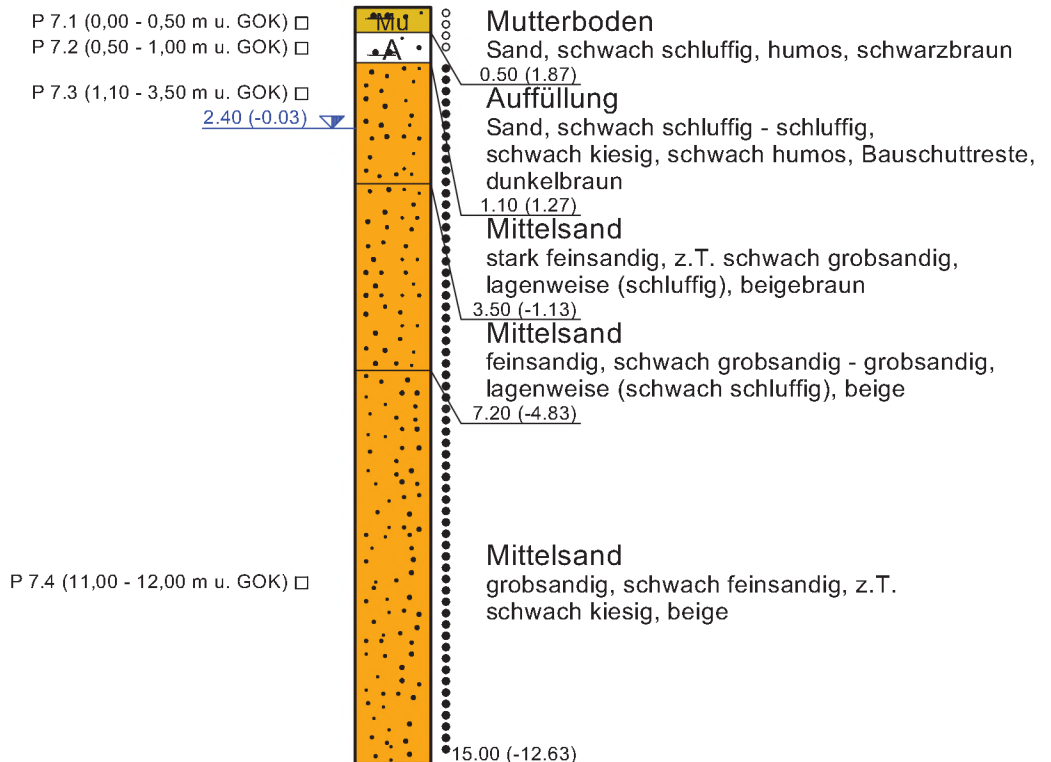 P 7.1 (0,00 - 0,50 m u. GOK)
P 7.2 (0,50 - 1,00 m u. GOK)
P 7.3 (1,10 - 3,50 m u. GOK)
2.40 (-0.03)
P 7.4 (11,00 - 12,00 m u. GOK)
Mu
A
Mutterboden
Sand, schwach schluffig, humos, schwarzbraun
0.50 (1.87)
Auffüllung
Sand, schwach schluffig - schluffig,
schwach kiesig, schwach humos, Bauschuttreste,
dunkelbraun
1.10 (1.27)
Mittelsand
stark feinsandig, z.T. schwach grobsandig,
lagenweise (schluffig), beigebraun
3.50 (-1.13)
Mittelsand
feinsandig, schwach grobsandig - grobsandig,
lagenweise (schwach schluffig), beige
7.20 (-4.83)
Mittelsand
grobsandig, schwach feinsandig, z.T.
schwach kiesig, beige
15.00 (-12.63)